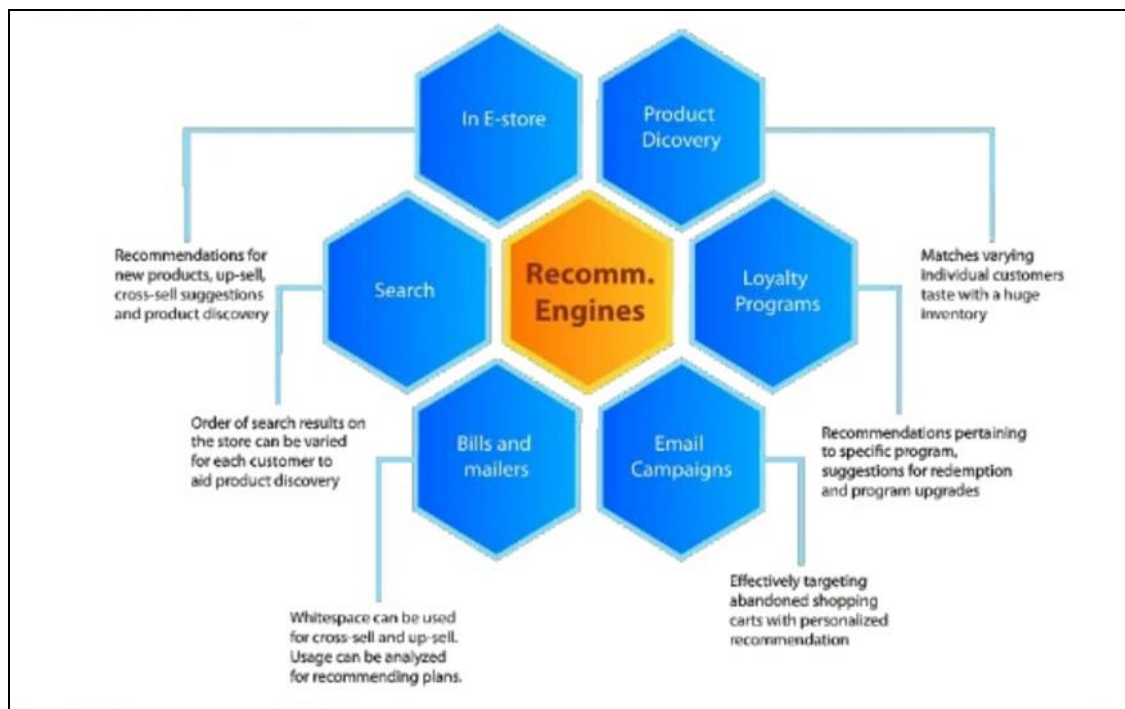 In E-store
Product
Dicovery
Recommendations for
new products, up-sell,
cross-sell suggestions
and product discovery
Search
Recomm.
Engines
Loyalty
Programs
Matches varying
individual customers
taste with a huge
inventory
Order of search results on
the store can be varied
for each customer to
aid product discovery
Bills and
mailers
Email
Campaigns
Recommendations pertaining
to specific program,
suggestions for redemption
and program upgrades
Whitespace can be used
for cross-sell and up-sell.
Usage can be analyzed
for recommending plans.
Effectively targeting
abandoned shopping
carts with personalized
recommendation